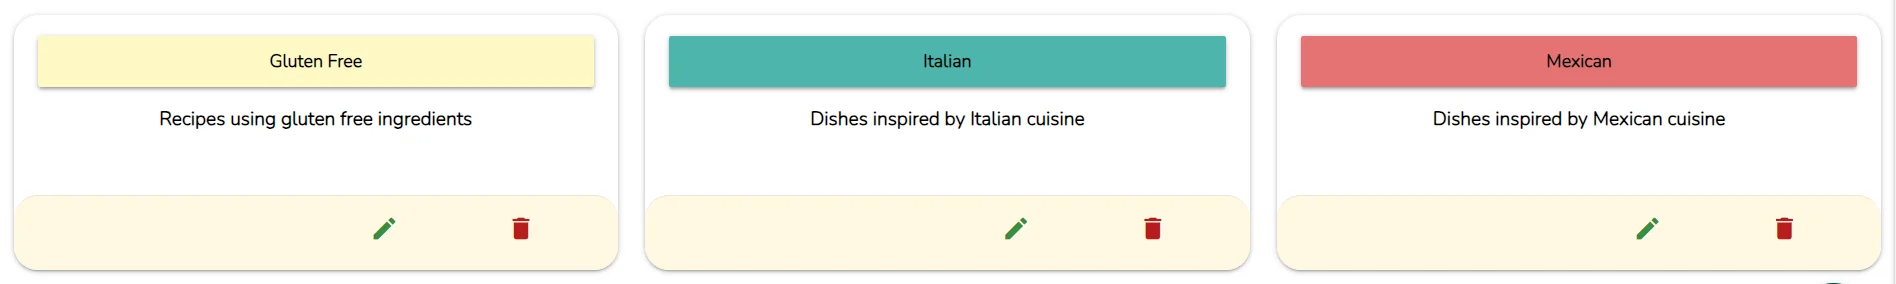 Gluten Free
Recipes using gluten free ingredients
Italian
Dishes inspired by Italian cuisine
Mexican
Dishes inspired by Mexican cuisine